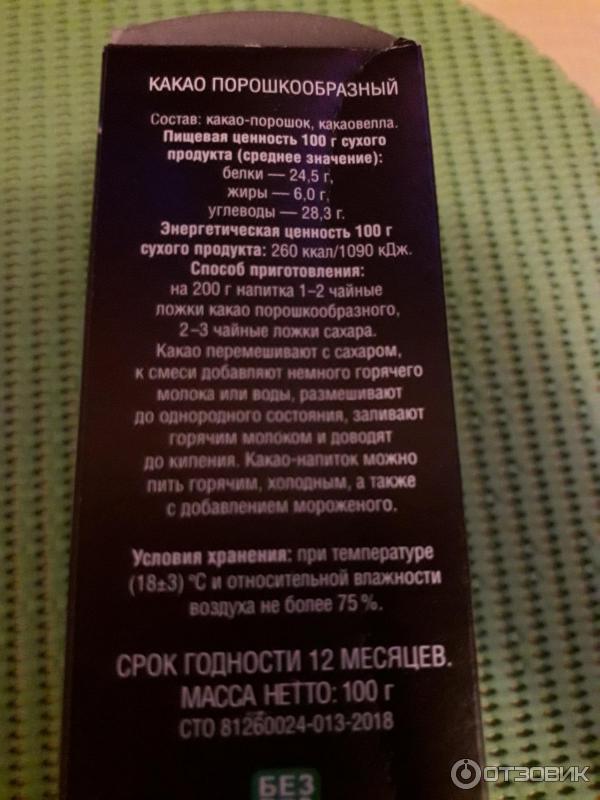 КАКАО ПОРОШКООБРАЗНЫЙ
Состав: какао-порошок, какаовелла.
Пищевая ценность 100 г сухого
продукта (среднее значение):
белки — 24,5 г,
жиры — 6,0 г,
углеводы — 28,3 г.
Энергетическая ценность 100 г
сухого продукта: 260 ккал/1090 кДж.
Способ приготовления:
на 200 г напитка 1–2 чайные
ложки какао порошкообразного,
2–3 чайные ложки сахара.
Какао перемешивают с сахаром,
к смеси добавляют немного горячего
молока или воды, размешивают
до однородного состояния, заливают
горячим молоком и доводят
до кипения. Какао-напиток можно
пить горячим, холодным, а также
с добавлением мороженого.
Условия хранения: при температуре
(18±3) °С и относительной влажности
воздуха не более 75%.
СРОК ГОДНОСТИ 12 МЕСЯЦЕВ.
МАССА НЕТТО: 100 г
СТО 81260024-013-2018
БЕЗ
ОТЗОВИК